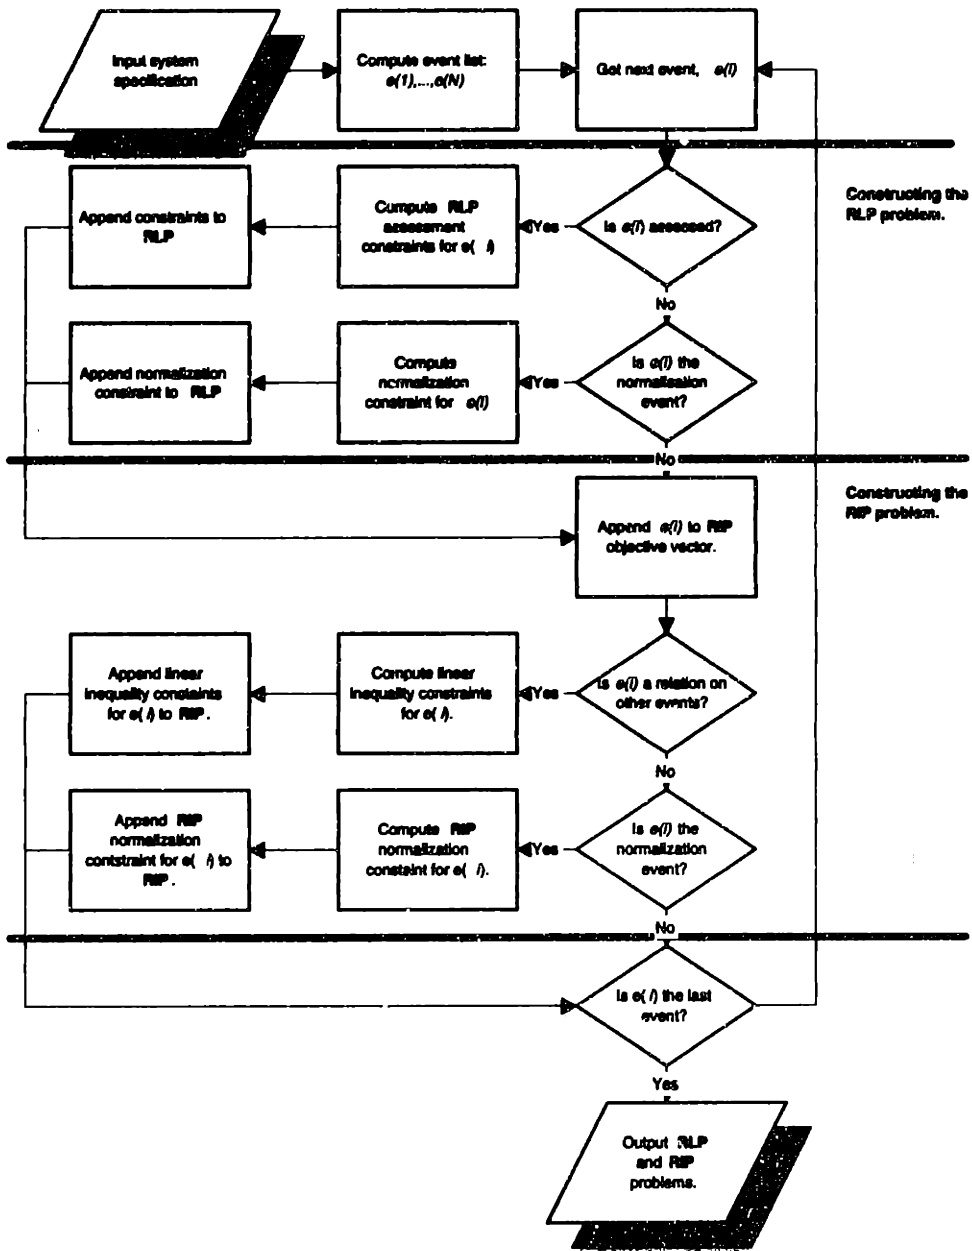 Input system
specification
Compute event list:
e(1),...,e(N)
Get next event, e(i)
Constructing the
RLP problem.
Append constraints to
RLP
Compute RLP
assessment
constraints for e( i)
Yes
Is e(i) assessed?
No
Append normalization
constraint to RLP
Compute
normalization
constraint for e(i)
Yes
Is e(i) the
normalisation
event?
No
Constructing the
RIP problem.
Append e(i) to RIP
objective vector.
Append linear
inequality constaints
for e( i) to RIP .
Compute linear
inequality constraints
for e( i).
Yes
Is e(i) a relation on
other events?
No
Append RIP
normalization
contstraint for e( i) to
RIP .
Compute RIP
normalization
constaint for e( i).
Yes
Is e(i) the
normalization
event?
No
Is e( i) the last
event?
Yes
Output RLP
and RIP
problems.